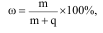 ω = m / (m + q) × 100%,